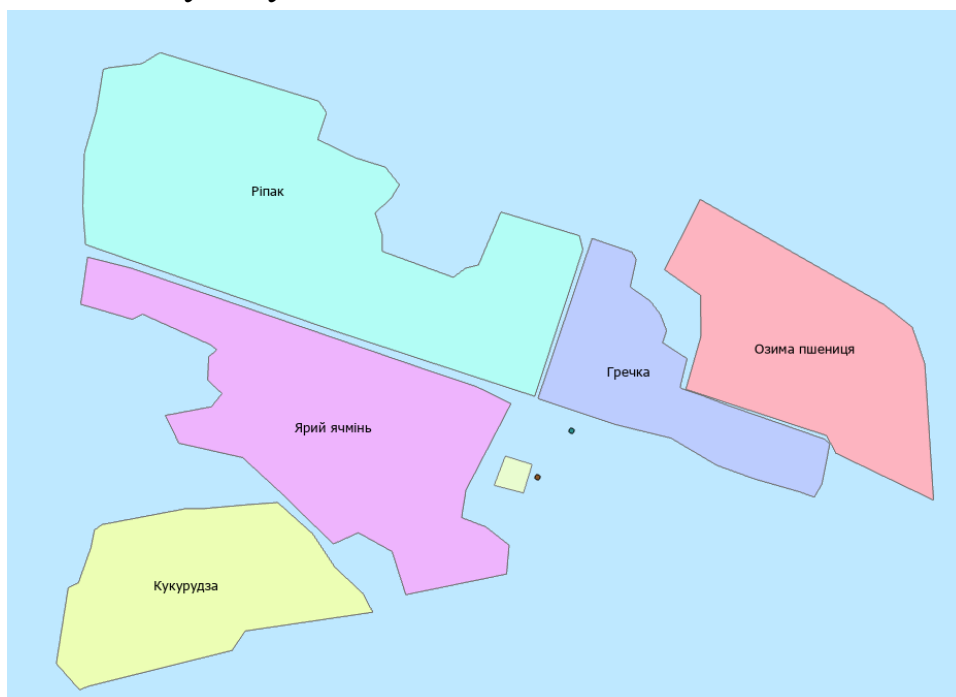 Ріпак
Озима пшениця
Гречка
Ярий ячмінь
Кукурудза